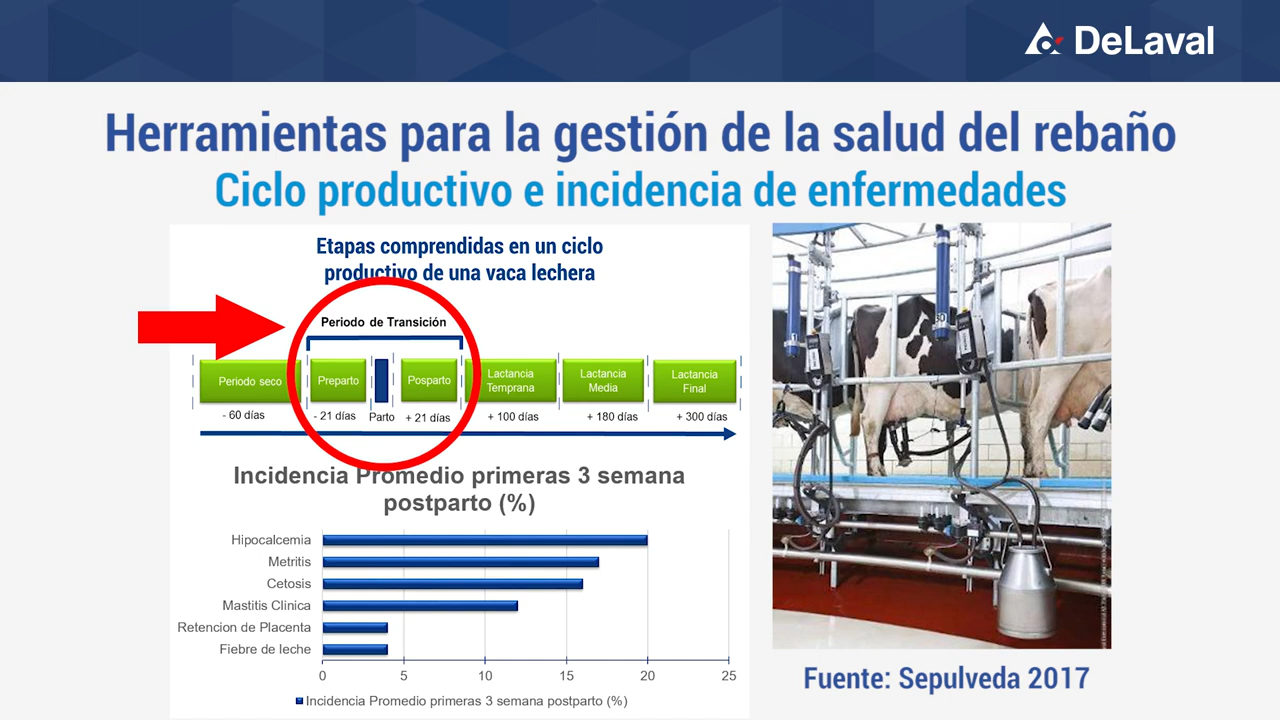 DeLaval
Herramientas para la gestión de la salud del rebaño
Ciclo productivo e incidencia de enfermedades
Etapas comprendidas en un ciclo
productivo de una vaca lechera
Periodo de Transición
Periodo seco
Preparto
Posparto
Lactancia
Temprana
Lactancia
Media
Lactancia
Final
- 60 días
- 21 días
Parto
+ 21 días
+ 100 días
+ 180 días
+ 300 días
Incidencia Promedio primeras 3 semana
postparto (%)
Hipocalcemia
Metritis
Cetosis
Mastitis Clinica
Retencion de Placenta
Fiebre de leche
0 5 10 15 20 25
Incidencia Promedio primeras 3 semana postparto (%)
Fuente: Sepulveda 2017